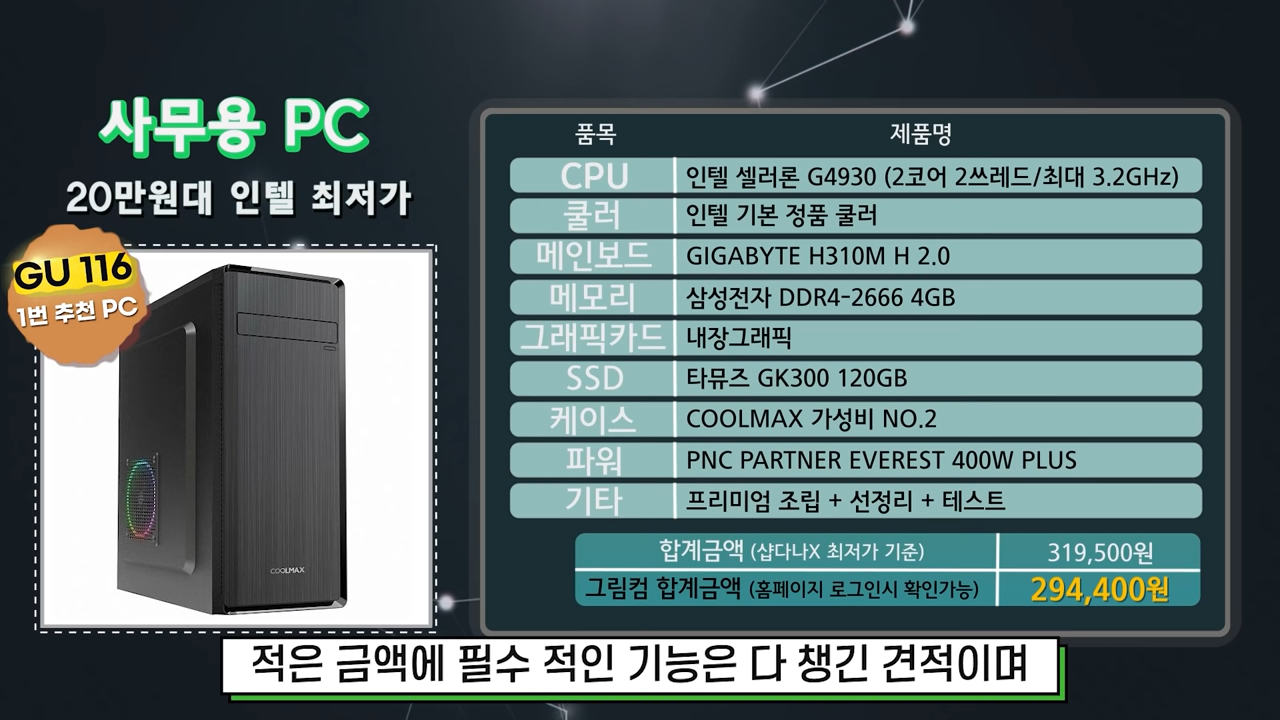 사무용 PC
20만원대 인텔 최저가
GU 116
1번 추천 PC
COOLMAX
품목 제품명
CPU 인텔 셀러론 G4930 (2코어 2쓰레드/최대 3.2GHz)
쿨러 인텔 기본 정품 쿨러
메인보드 GIGABYTE H310M H 2.0
메모리 삼성전자 DDR4-2666 4GB
그래픽카드 내장그래픽
SSD 타뮤즈 GK300 120GB
케이스 COOLMAX 가성비 NO.2
파워 PNC PARTNER EVEREST 400W PLUS
기타 프리미엄 조립 + 선정리 + 테스트
합계금액 (샵다나X 최저가 기준) 319,500원
그림컴 합계금액 (홈페이지 로그인시 확인가능) 294,400원
적은 금액에 필수 적인 기능은 다 챙긴 견적이며